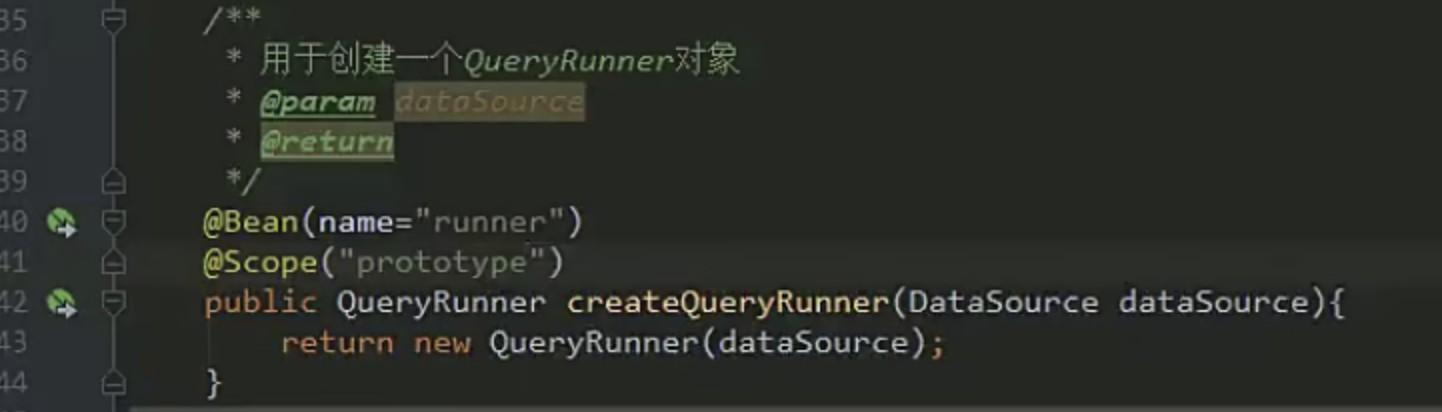 35 /**
36 * 用于创建一个QueryRunner对象
37 * @param dataSource
38 * @return
39 */
40 @Bean(name="runner")
41 @Scope("prototype")
42 public QueryRunner createQueryRunner(DataSource dataSource){
43 return new QueryRunner(dataSource);
44 }